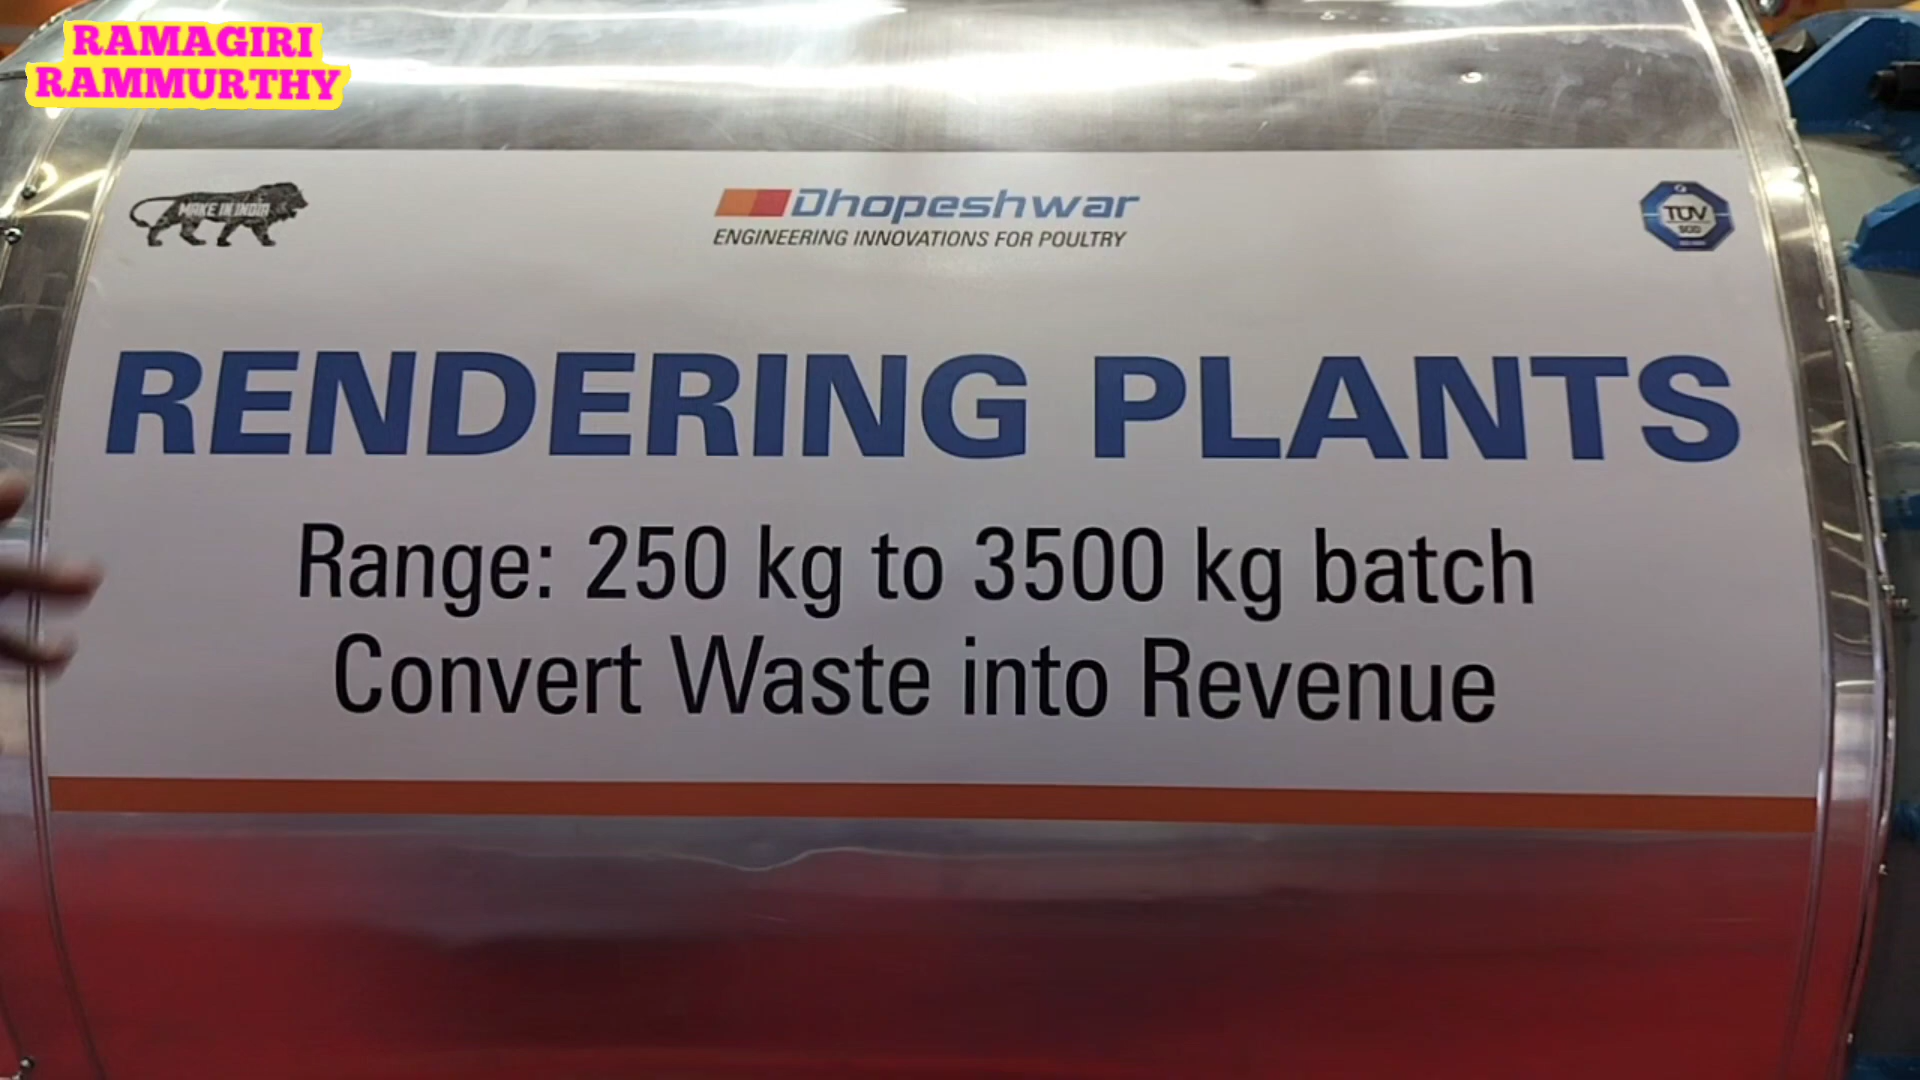 RAMAGIRI
RAMMURTHY
MAKE IN INDIA
Dhopeshwar
ENGINEERING INNOVATIONS FOR POULTRY
TÜV
RENDERING PLANTS
Range: 250 kg to 3500 kg batch
Convert Waste into Revenue